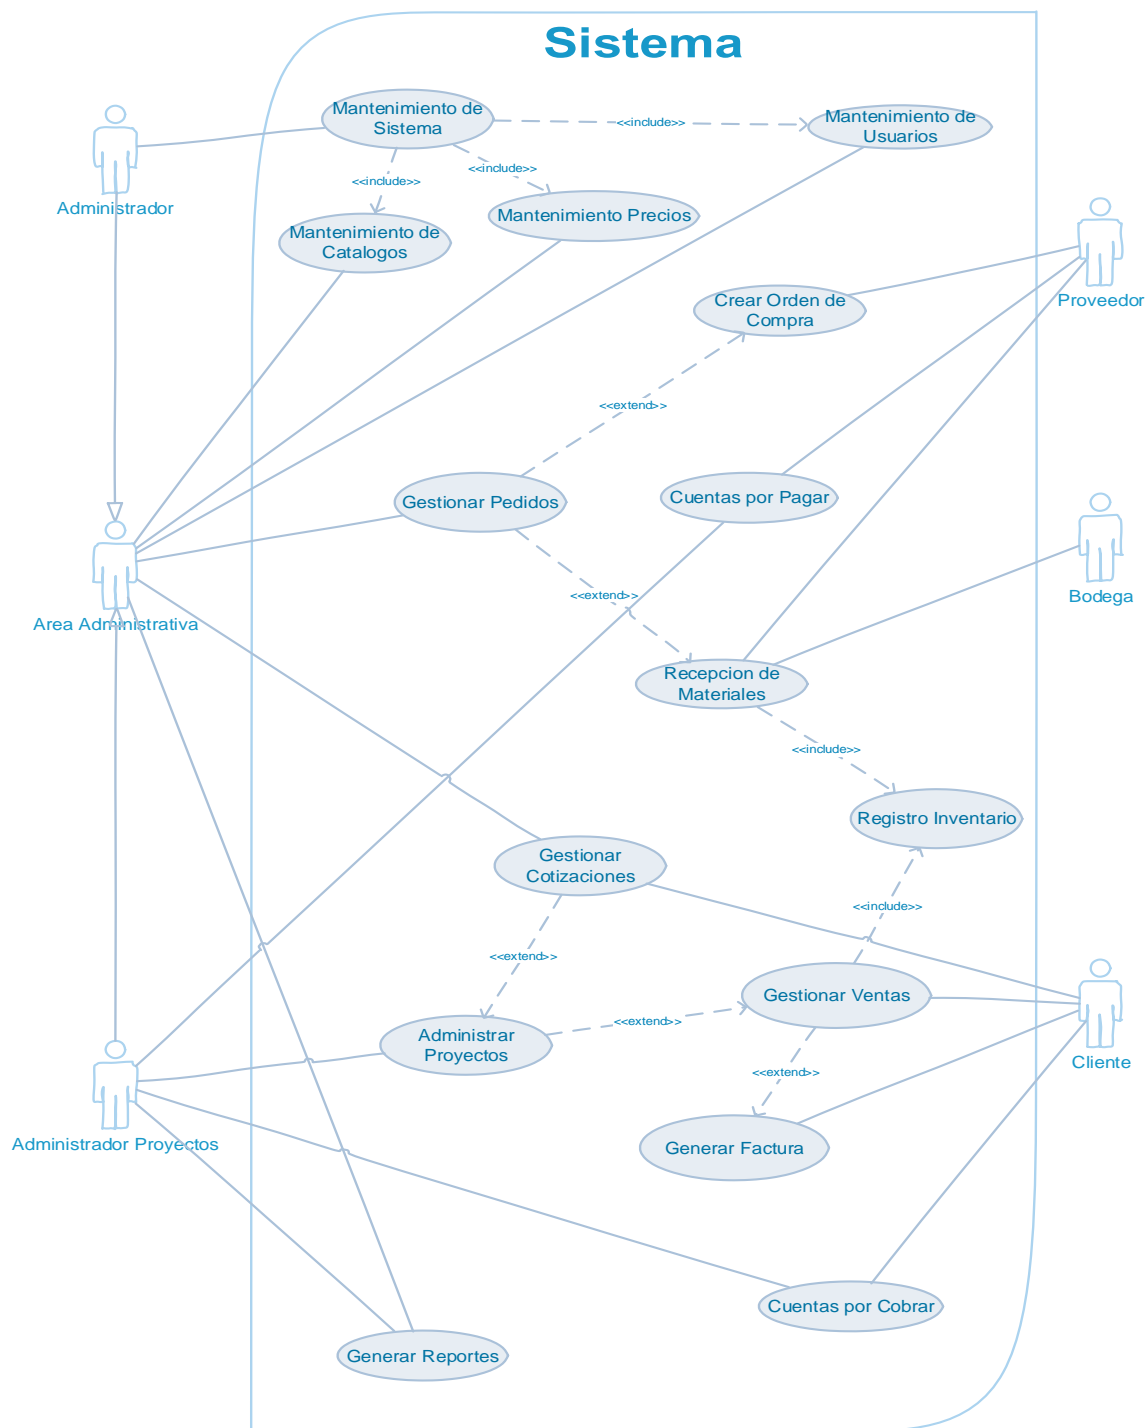 Sistema
Mantenimiento de
Sistema
<<include>>
Mantenimiento de
Usuarios
<<include>>
<<include>>
Administrador
Mantenimiento Precios
Mantenimiento de
Catalogos
Crear Orden de
Compra
Proveedor
<<extend>>
Gestionar Pedidos
Cuentas por Pagar
<<extend>>
Bodega
Area Administrativa
Recepcion de
Materiales
<<include>>
Registro Inventario
Gestionar
Cotizaciones
<<include>>
<<extend>>
Gestionar Ventas
<<extend>>
Administrar
Proyectos
Cliente
<<extend>>
Administrador Proyectos
Generar Factura
Cuentas por Cobrar
Generar Reportes